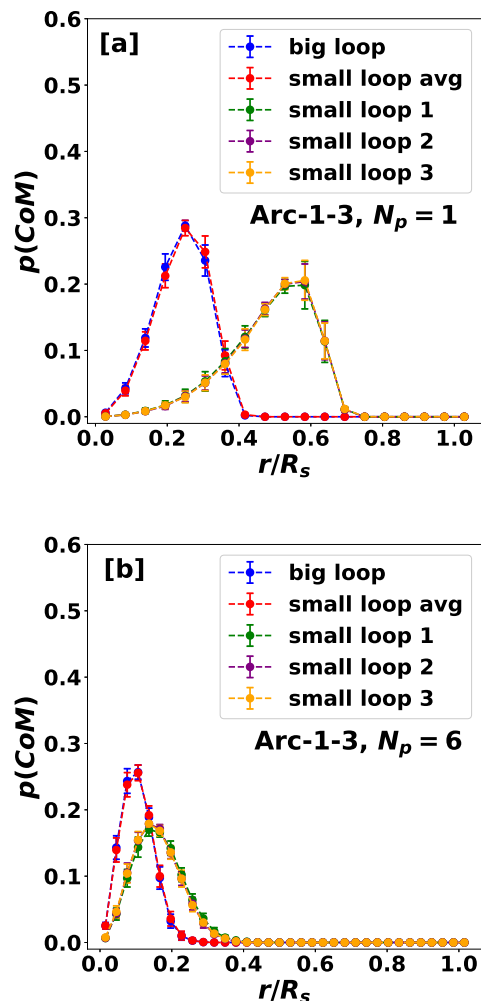 0.6
[a]
big loop
small loop avg
small loop 1
small loop 2
small loop 3
0.5
0.4
0.3
0.2
0.1
0.0
Arc-1-3, N_p = 1
p(CoM)
0.0 0.2 0.4 0.6 0.8 1.0
r/R_s
0.6
[b]
big loop
small loop avg
small loop 1
small loop 2
small loop 3
0.5
0.4
0.3
0.2
0.1
0.0
Arc-1-3, N_p = 6
p(CoM)
0.0 0.2 0.4 0.6 0.8 1.0
r/R_s